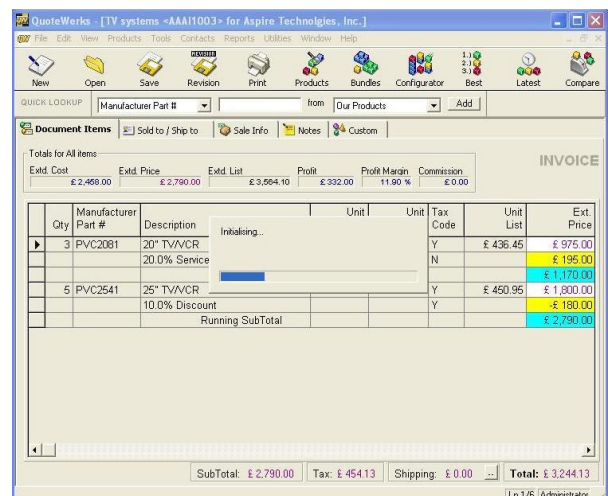 QuoteWerks - [TV systems <AAAI1003> for Aspire Technolgies, Inc.]
File Edit View Products Tools Contacts Reports Utilities Window Help
REVISION
1.)
2.)
3.)
New Open Save Revision Print Products Bundles Configurator Best Latest Compare
QUICK LOOKUP Manufacturer Part # from Our Products Add
Document Items Sold to / Ship to Sale Info Notes Custom
Totals for All items
INVOICE
Extd. Cost Extd. Price Extd. List Profit Profit Margin Commission
£ 2,458.00 £ 2,790.00 £ 3,564.10 £ 332.00 11.90 % £ 0.00
Manufacturer Unit Unit Tax Unit Ext.
Qty Part # Description Code List Price
Initialising...
3 PVC2081 20" TV/VCR Y £ 436.45 £ 975.00
20.0% Service N £ 195.00
£ 1,170.00
5 PVC2541 25" TV/VCR Y £ 450.95 £ 1,800.00
10.0% Discount Y -£ 180.00
Running SubTotal £ 2,790.00
SubTotal: £ 2,790.00 Tax: £ 454.13 Shipping: £ 0.00 ... Total: £ 3,244.13
Ln 1/6 Administrator